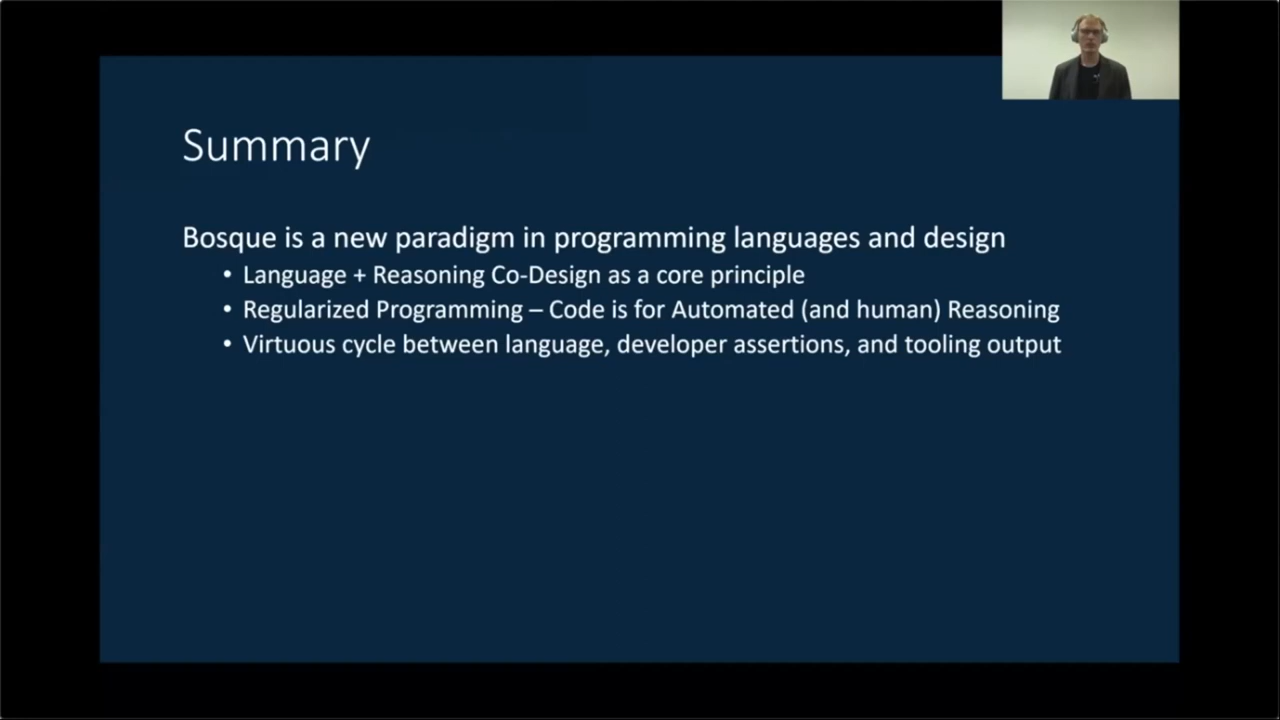 Summary
Bosque is a new paradigm in programming languages and design
• Language + Reasoning Co-Design as a core principle
• Regularized Programming – Code is for Automated (and human) Reasoning
• Virtuous cycle between language, developer assertions, and tooling output